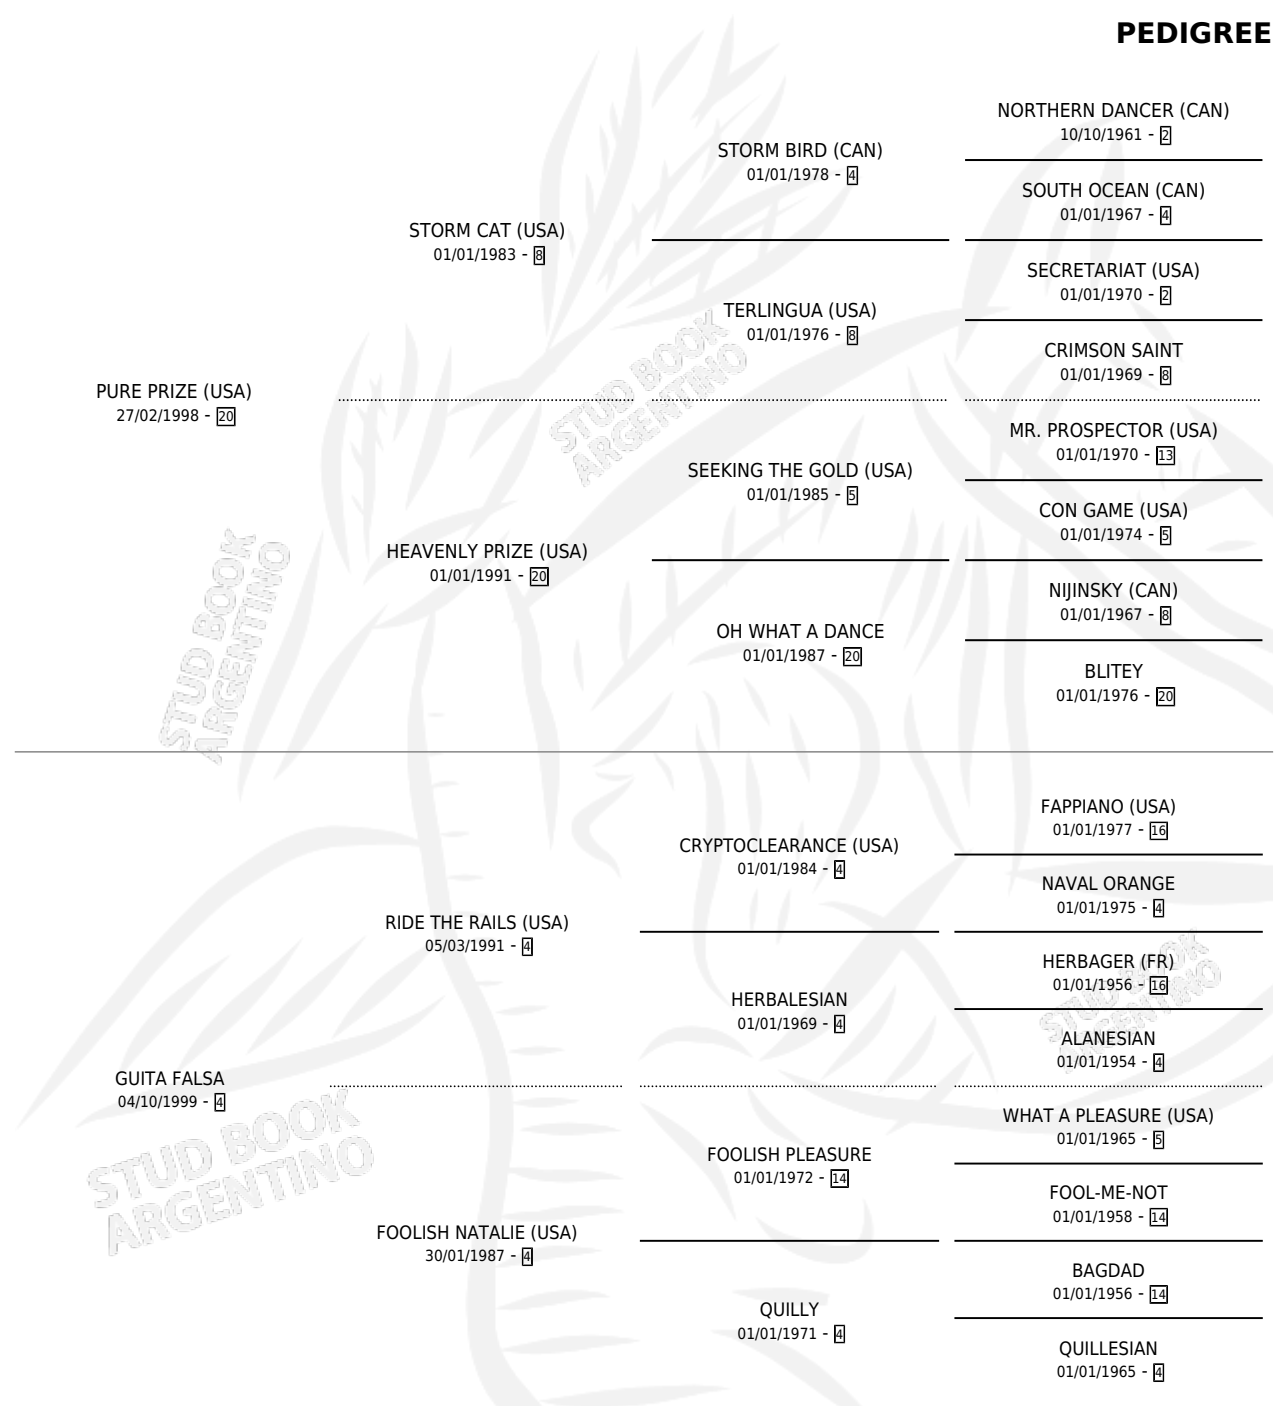 PEDIGREE
NORTHERN DANCER (CAN)
10/10/1961 - 2
STORM BIRD (CAN)
01/01/1978 - 4
SOUTH OCEAN (CAN)
01/01/1967 - 4
STORM CAT (USA)
01/01/1983 - 8
SECRETARIAT (USA)
01/01/1970 - 2
TERLINGUA (USA)
01/01/1976 - 8
CRIMSON SAINT
01/01/1969 - 8
PURE PRIZE (USA)
27/02/1998 - 20
MR. PROSPECTOR (USA)
01/01/1970 - 13
SEEKING THE GOLD (USA)
01/01/1985 - 5
CON GAME (USA)
01/01/1974 - 5
HEAVENLY PRIZE (USA)
01/01/1991 - 20
NIJINSKY (CAN)
01/01/1967 - 8
OH WHAT A DANCE
01/01/1987 - 20
BLITEY
01/01/1976 - 20
FAPPIANO (USA)
01/01/1977 - 16
CRYPTOCLEARANCE (USA)
01/01/1984 - 4
NAVAL ORANGE
01/01/1975 - 4
RIDE THE RAILS (USA)
05/03/1991 - 4
HERBAGER (FR)
01/01/1956 - 16
HERBALESIAN
01/01/1969 - 4
ALANESIAN
01/01/1954 - 4
GUITA FALSA
04/10/1999 - 4
WHAT A PLEASURE (USA)
01/01/1965 - 5
FOOLISH PLEASURE
01/01/1972 - 14
FOOL-ME-NOT
01/01/1958 - 14
FOOLISH NATALIE (USA)
30/01/1987 - 4
BAGDAD
01/01/1956 - 14
QUILLY
01/01/1971 - 4
QUILLESIAN
01/01/1965 - 4
STUD BOOK
ARGENTINO
STUD BOOK
ARGENTINO
STUD BOOK
ARGENTINO
STUD BOOK
ARGENTINO